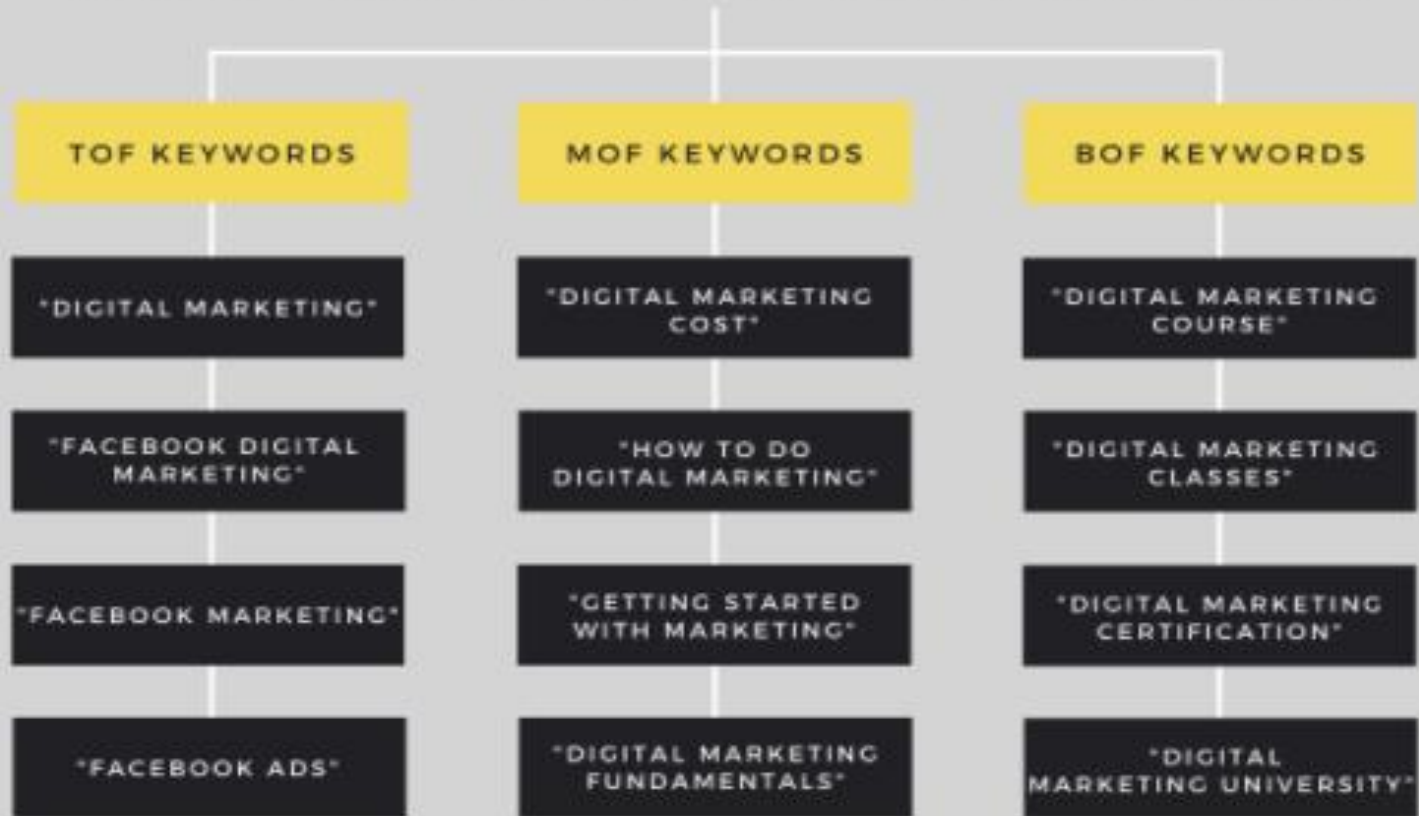 TOF KEYWORDS
"DIGITAL MARKETING"
"FACEBOOK DIGITAL
MARKETING"
"FACEBOOK MARKETING"
"FACEBOOK ADS"
MOF KEYWORDS
"DIGITAL MARKETING
COST"
"HOW TO DO
DIGITAL MARKETING"
"GETTING STARTED
WITH MARKETING"
"DIGITAL MARKETING
FUNDAMENTALS"
BOF KEYWORDS
"DIGITAL MARKETING
COURSE"
"DIGITAL MARKETING
CLASSES"
"DIGITAL MARKETING
CERTIFICATION"
"DIGITAL
MARKETING UNIVERSITY"